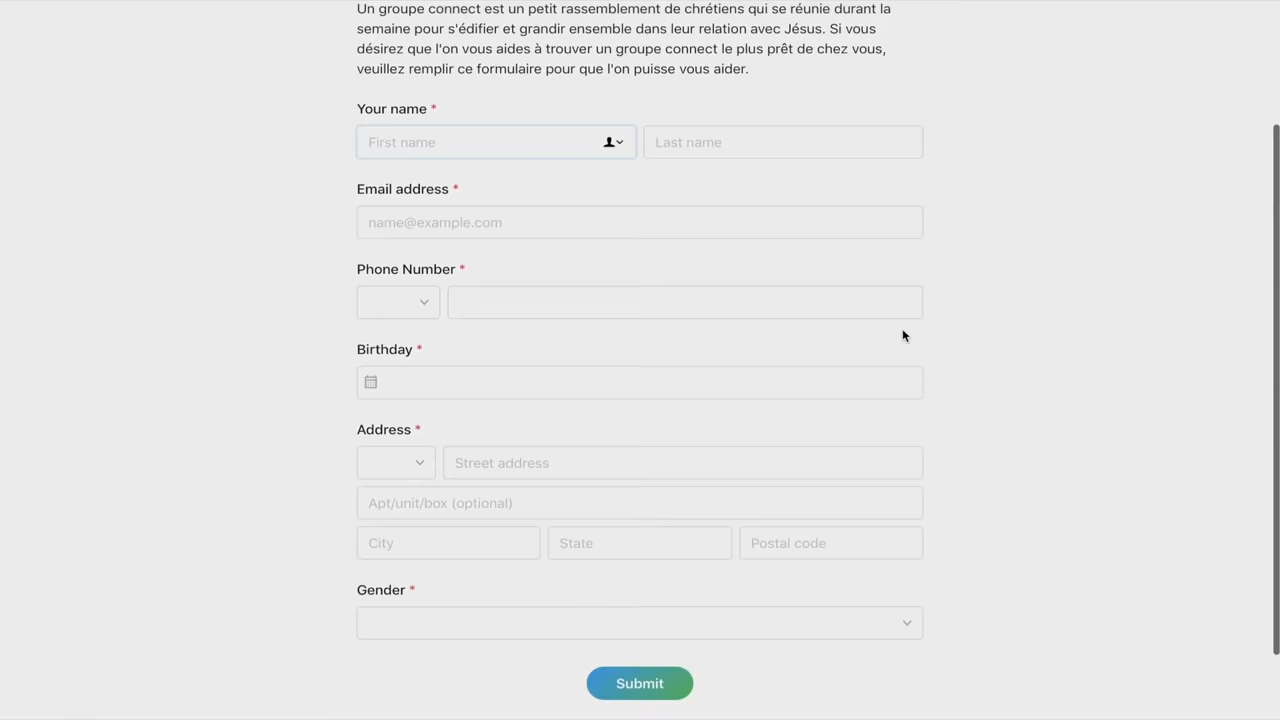 Un groupe connect est un petit rassemblement de chrétiens qui se réunie durant la
semaine pour s'édifier et grandir ensemble dans leur relation avec Jésus. Si vous
désirez que l'on vous aides à trouver un groupe connect le plus prêt de chez vous,
veuillez remplir ce formulaire pour que l'on puisse vous aider.
Your name *
First name Last name
Email address *
name@example.com
Phone Number *
Birthday *
Address *
Street address
Apt/unit/box (optional)
City State Postal code
Gender *
Submit